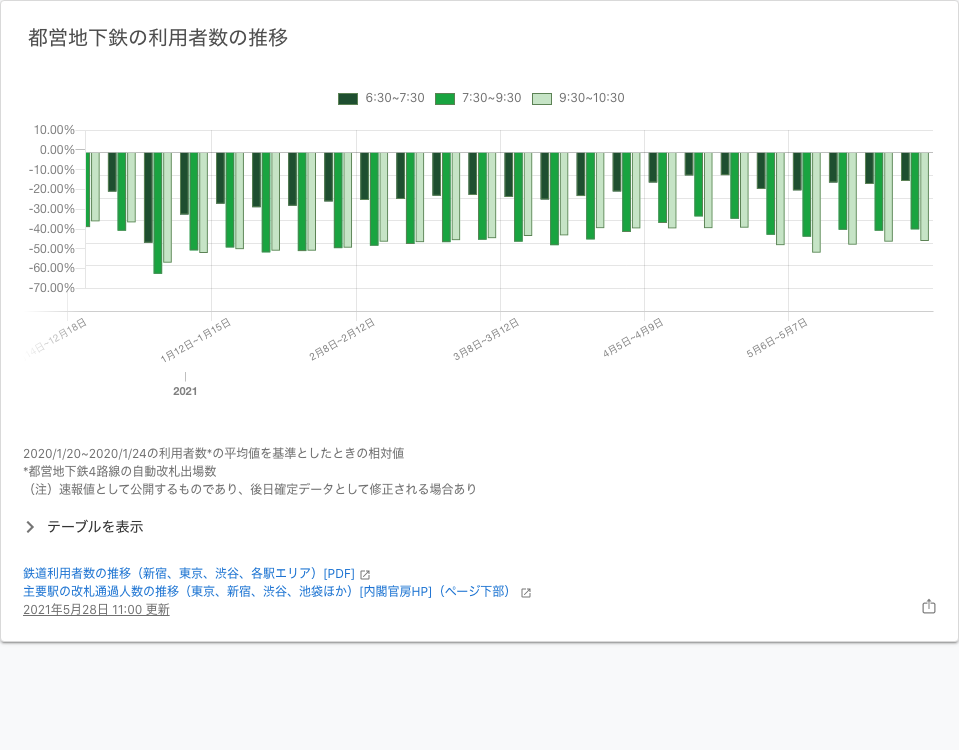 都営地下鉄の利用者数の推移
6:30~7:30 7:30~9:30 9:30~10:30
10.00%
0.00%
-10.00%
-20.00%
-30.00%
-40.00%
-50.00%
-60.00%
-70.00%
4日~12月18日 1月12日~1月15日 2月8日~2月12日 3月8日~3月12日 4月5日~4月9日 5月6日~5月7日
2021
2020/1/20~2020/1/24の利用者数*の平均値を基準としたときの相対値
*都営地下鉄4路線の自動改札出場数
（注）速報値として公開するものであり、後日確定データとして修正される場合あり
テーブルを表示
鉄道利用者数の推移（新宿、東京、渋谷、各駅エリア）[PDF]
主要駅の改札通過人数の推移（東京、新宿、渋谷、池袋ほか）[内閣官房HP]（ページ下部）
2021年5月28日 11:00 更新